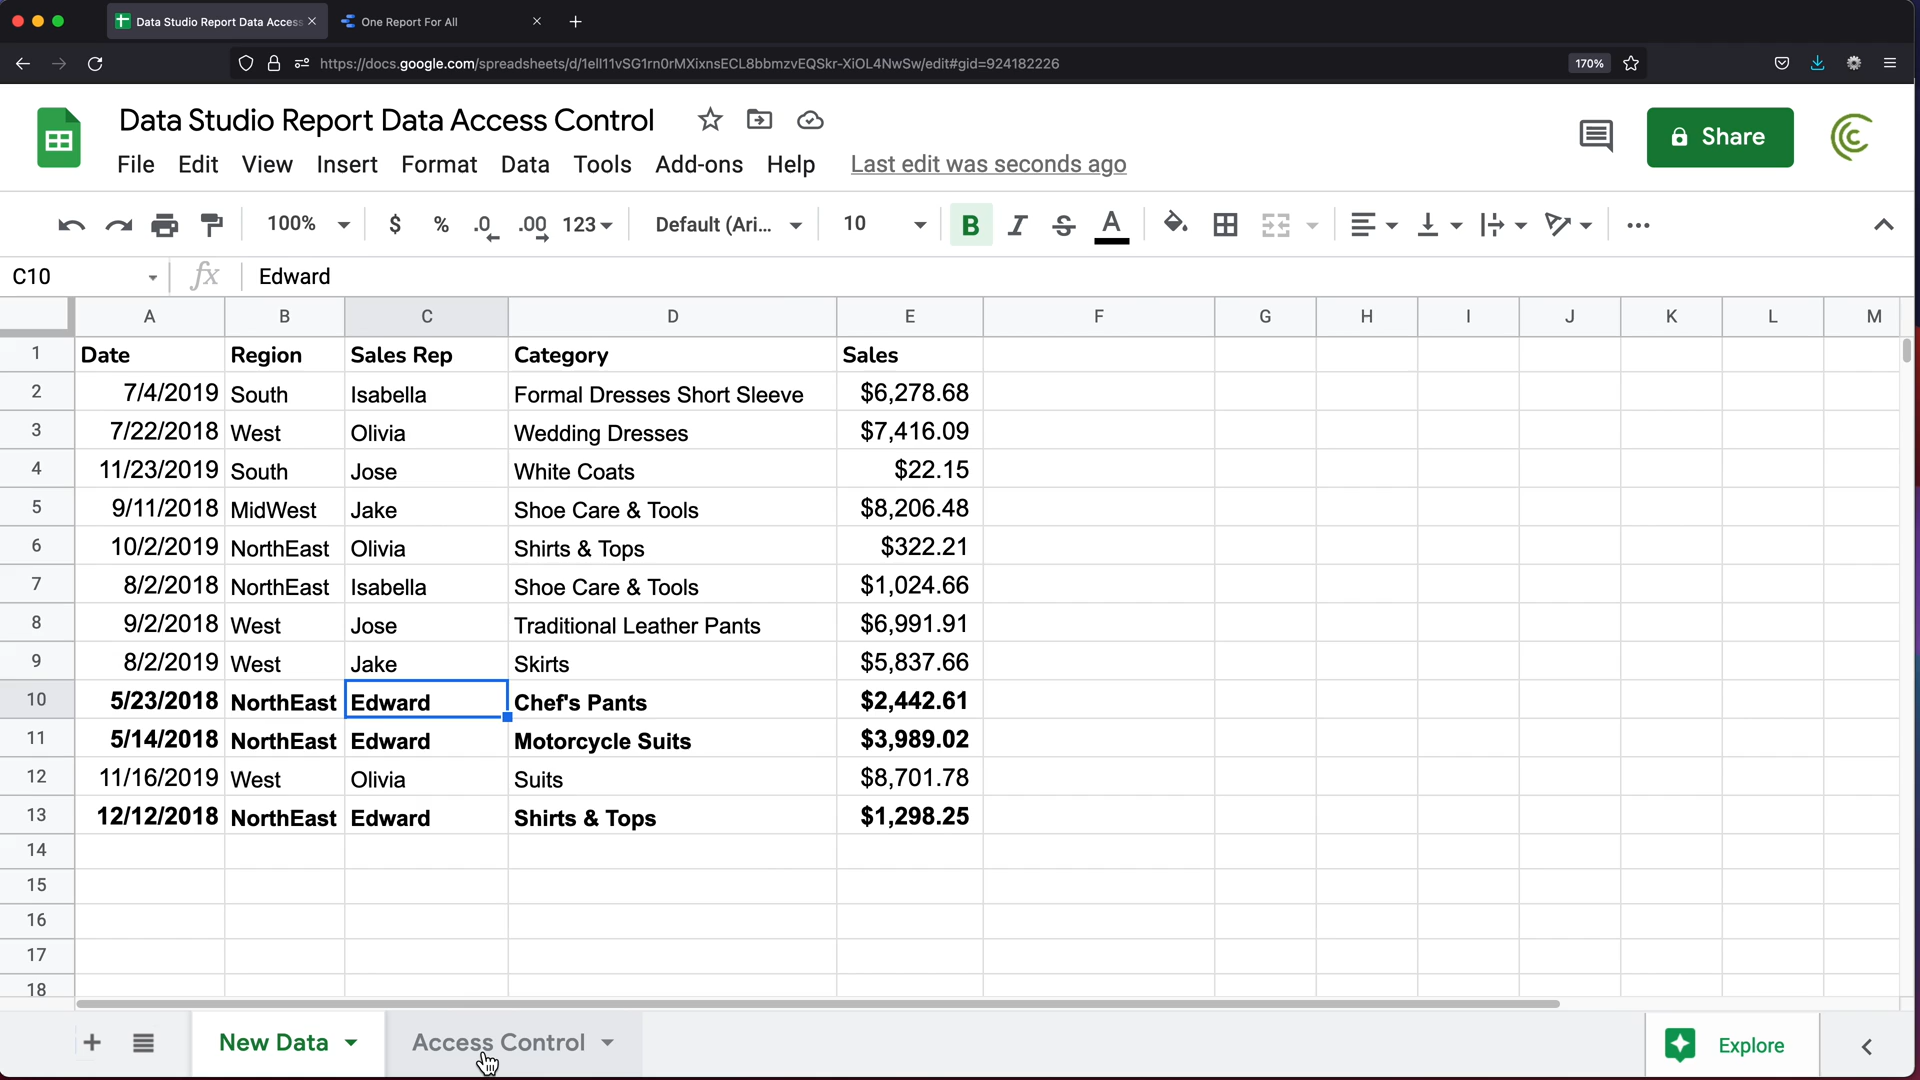 Data Studio Report Data Access
One Report For All
https://docs.google.com/spreadsheets/d/1ell11vSG1rn0rMXixnsECL8bbmzvEQSkr-XiOL4NwSw/edit#gid=924182226
170%
Data Studio Report Data Access Control
Share
File Edit View Insert Format Data Tools Add-ons Help Last edit was seconds ago
100% $ % .0 .00 123 Default (Ari... 10 B I S A
C10 fx Edward
A B C D E F G H I J K L M
1 Date Region Sales Rep Category Sales
2 7/4/2019 South Isabella Formal Dresses Short Sleeve $6,278.68
3 7/22/2018 West Olivia Wedding Dresses $7,416.09
4 11/23/2019 South Jose White Coats $22.15
5 9/11/2018 MidWest Jake Shoe Care & Tools $8,206.48
6 10/2/2019 NorthEast Olivia Shirts & Tops $322.21
7 8/2/2018 NorthEast Isabella Shoe Care & Tools $1,024.66
8 9/2/2018 West Jose Traditional Leather Pants $6,991.91
9 8/2/2019 West Jake Skirts $5,837.66
10 5/23/2018 NorthEast Edward Chef's Pants $2,442.61
11 5/14/2018 NorthEast Edward Motorcycle Suits $3,989.02
12 11/16/2019 West Olivia Suits $8,701.78
13 12/12/2018 NorthEast Edward Shirts & Tops $1,298.25
14
15
16
17
18
New Data Access Control Explore